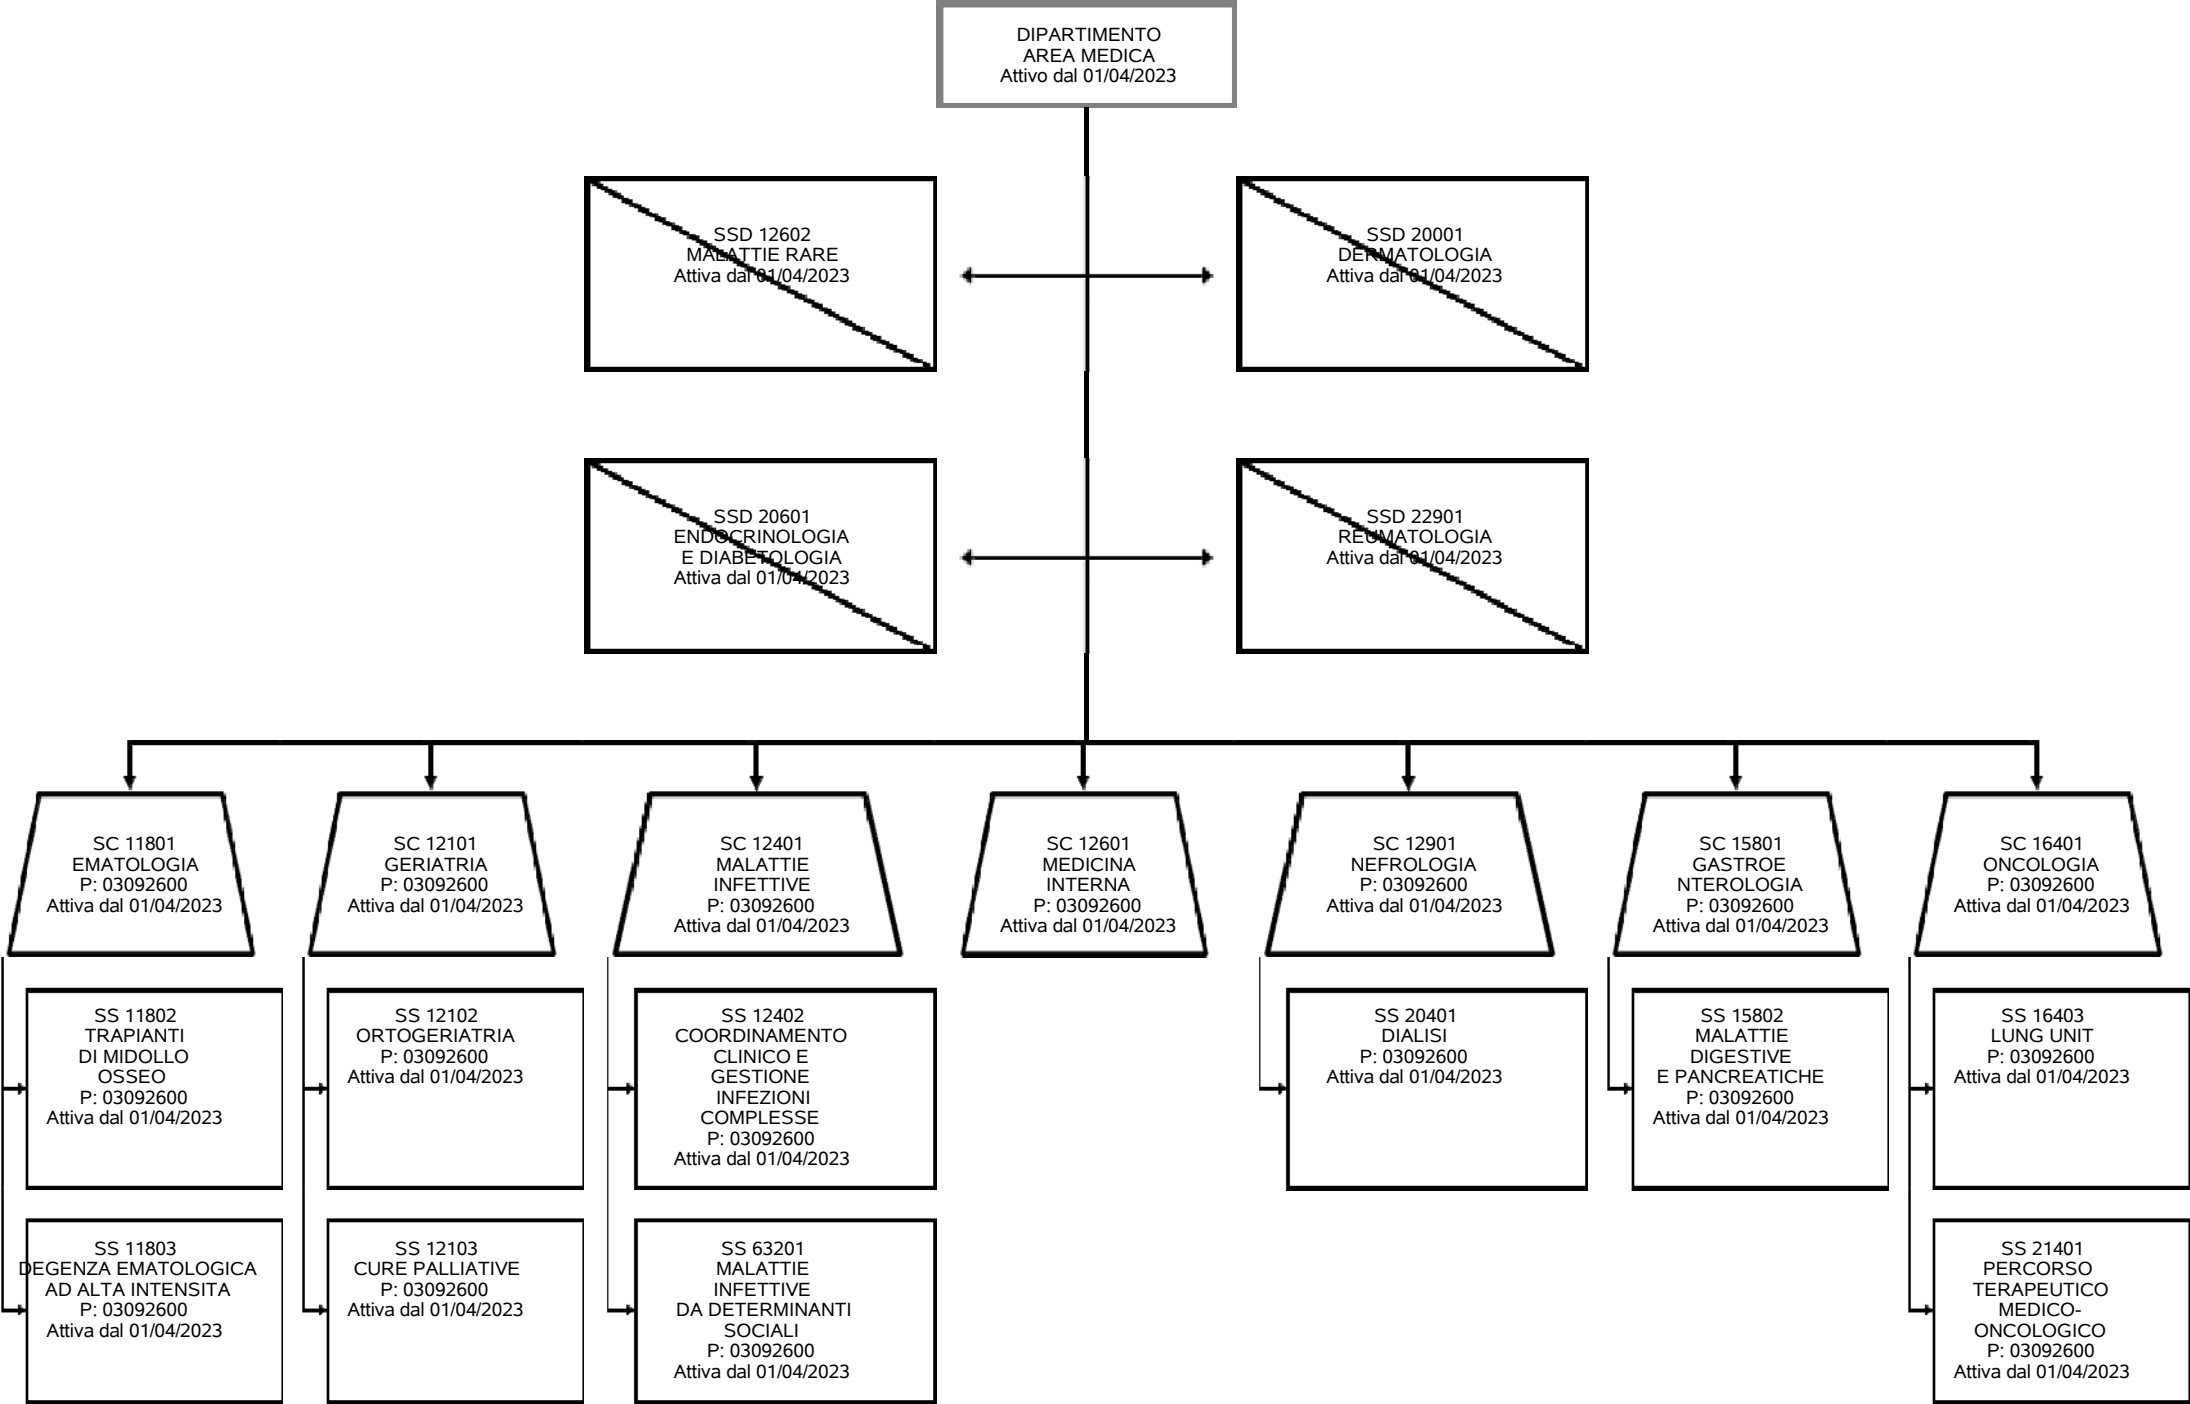 DIPARTIMENTO
AREA MEDICA
Attivo dal 01/04/2023
SSD 12602
MALATTIE RARE
Attiva dal 01/04/2023
SSD 20001
DERMATOLOGIA
Attiva dal 01/04/2023
SSD 20601
ENDOCRINOLOGIA
E DIABETOLOGIA
Attiva dal 01/04/2023
SSD 22901
REUMATOLOGIA
Attiva dal 01/04/2023
SC 11801
EMATOLOGIA
P: 03092600
Attiva dal 01/04/2023
SC 12101
GERIATRIA
P: 03092600
Attiva dal 01/04/2023
SC 12401
MALATTIE
INFETTIVE
P: 03092600
Attiva dal 01/04/2023
SC 12601
MEDICINA
INTERNA
P: 03092600
Attiva dal 01/04/2023
SC 12901
NEFROLOGIA
P: 03092600
Attiva dal 01/04/2023
SC 15801
GASTROE
NTEROLOGIA
P: 03092600
Attiva dal 01/04/2023
SC 16401
ONCOLOGIA
P: 03092600
Attiva dal 01/04/2023
SS 11802
TRAPIANTI
DI MIDOLLO
OSSEO
P: 03092600
Attiva dal 01/04/2023
SS 12102
ORTOGERIATRIA
P: 03092600
Attiva dal 01/04/2023
SS 12402
COORDINAMENTO
CLINICO E
GESTIONE
INFEZIONI
COMPLESSE
P: 03092600
Attiva dal 01/04/2023
SS 20401
DIALISI
P: 03092600
Attiva dal 01/04/2023
SS 15802
MALATTIE
DIGESTIVE
E PANCREATICHE
P: 03092600
Attiva dal 01/04/2023
SS 16403
LUNG UNIT
P: 03092600
Attiva dal 01/04/2023
SS 11803
DEGENZA EMATOLOGICA
AD ALTA INTENSITA
P: 03092600
Attiva dal 01/04/2023
SS 12103
CURE PALLIATIVE
P: 03092600
Attiva dal 01/04/2023
SS 63201
MALATTIE
INFETTIVE
DA DETERMINANTI
SOCIALI
P: 03092600
Attiva dal 01/04/2023
SS 21401
PERCORSO
TERAPEUTICO
MEDICO-
ONCOLOGICO
P: 03092600
Attiva dal 01/04/2023